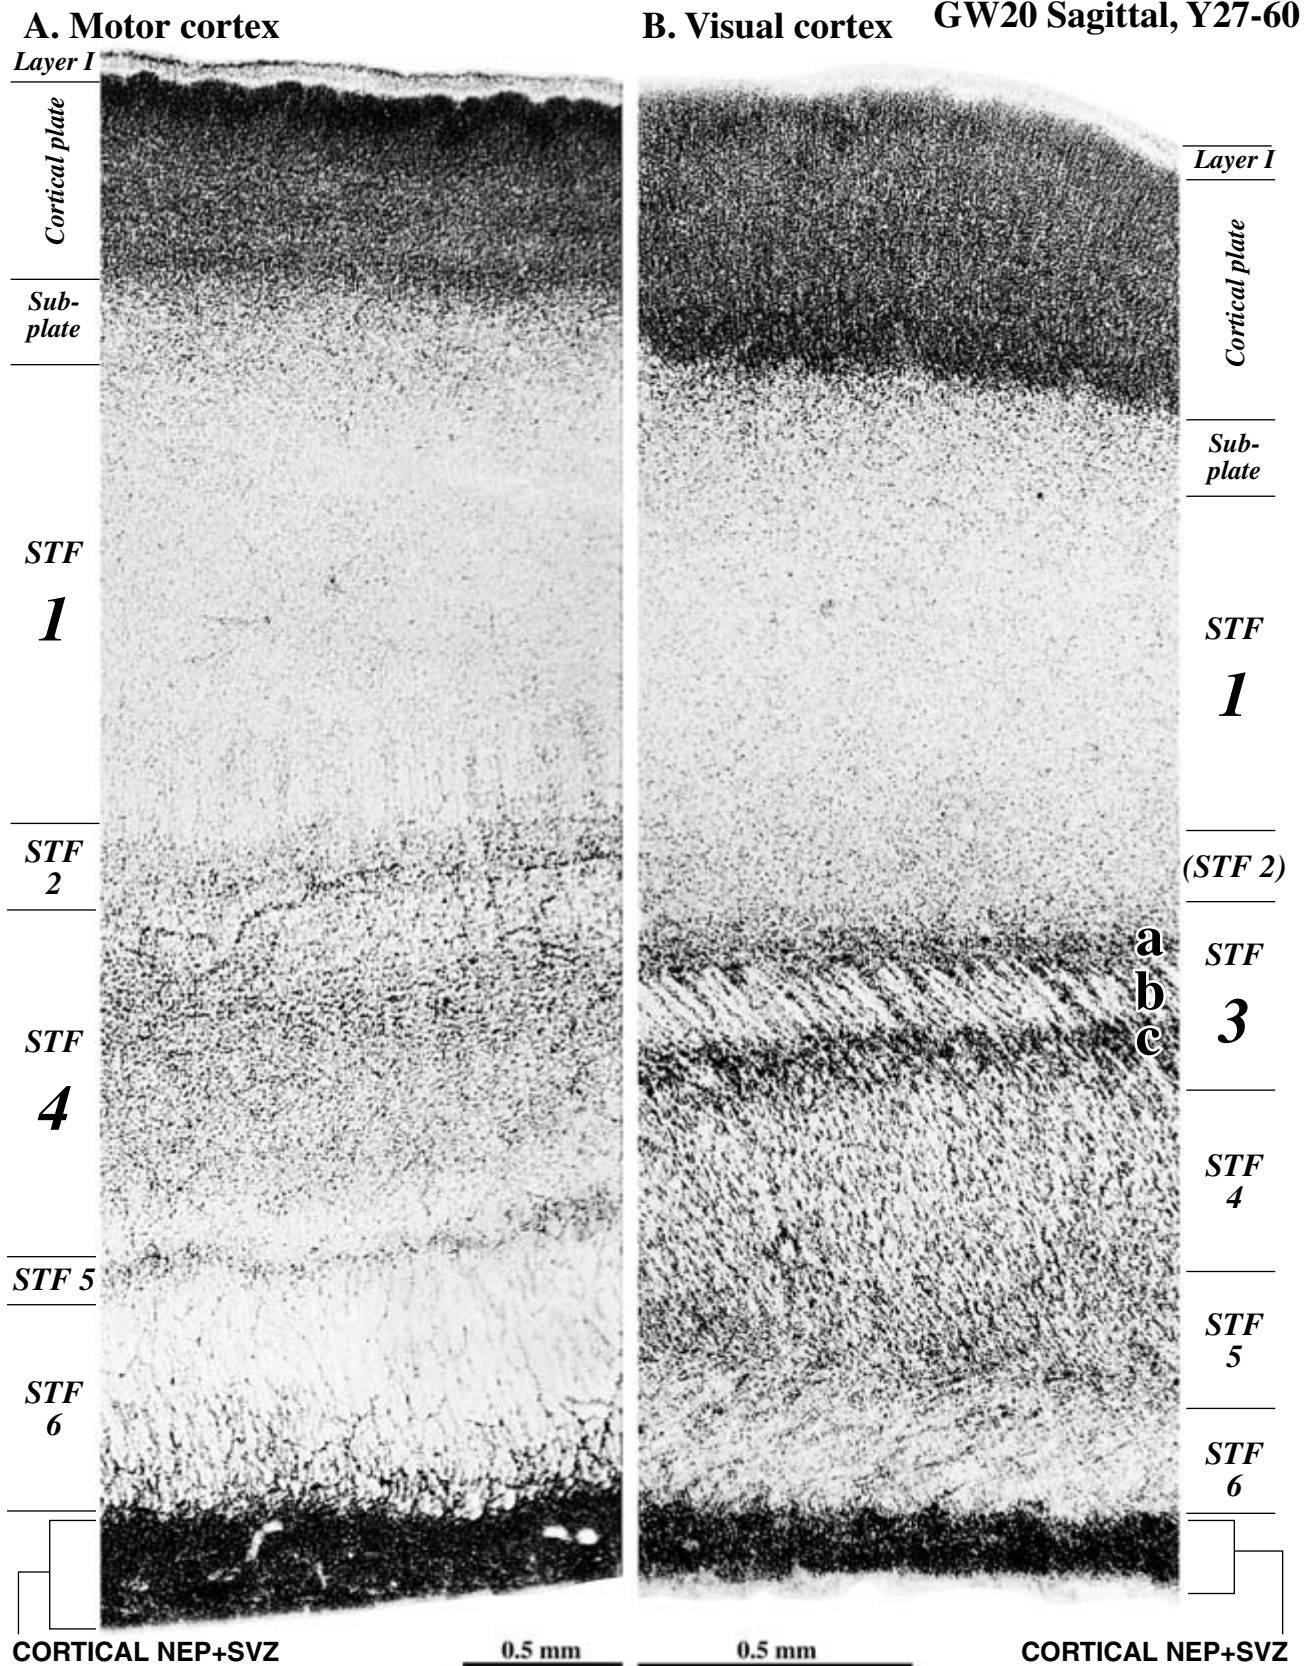 A. Motor cortex
B. Visual cortex
GW20 Sagittal, Y27-60
Layer I
Cortical plate
Sub-
plate
STF
1
STF
2
STF
4
STF 5
STF
6
CORTICAL NEP+SVZ
0.5 mm
Layer I
Cortical plate
Sub-
plate
STF
1
(STF 2)
a
b
c
STF
3
STF
4
STF
5
STF
6
0.5 mm
CORTICAL NEP+SVZ